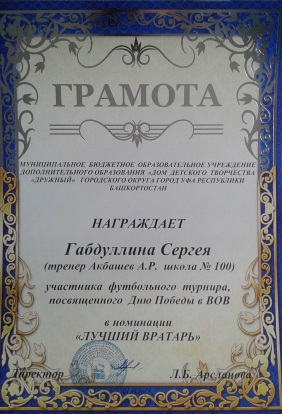 ГРАМОТА
МУНИЦИПАЛЬНОЕ БЮДЖЕТНОЕ ОБРАЗОВАТЕЛЬНОЕ УЧРЕЖДЕНИЕ
ДОПОЛНИТЕЛЬНОГО ОБРАЗОВАНИЯ «ДОМ ДЕТСКОГО ТВОРЧЕСТВА
«ДРУЖНЫЙ» ГОРОДСКОГО ОКРУГА ГОРОД УФА РЕСПУБЛИКИ
БАШКОРТОСТАН
НАГРАЖДАЕТ
Габдуллина Сергея
(тренер Акбашев А.Р. школа № 100)
участника футбольного турнира,
посвященного Дню Победы в ВОВ
в номинации
«ЛУЧШИЙ ВРАТАРЬ»
Директор Л.Б. Арсланова